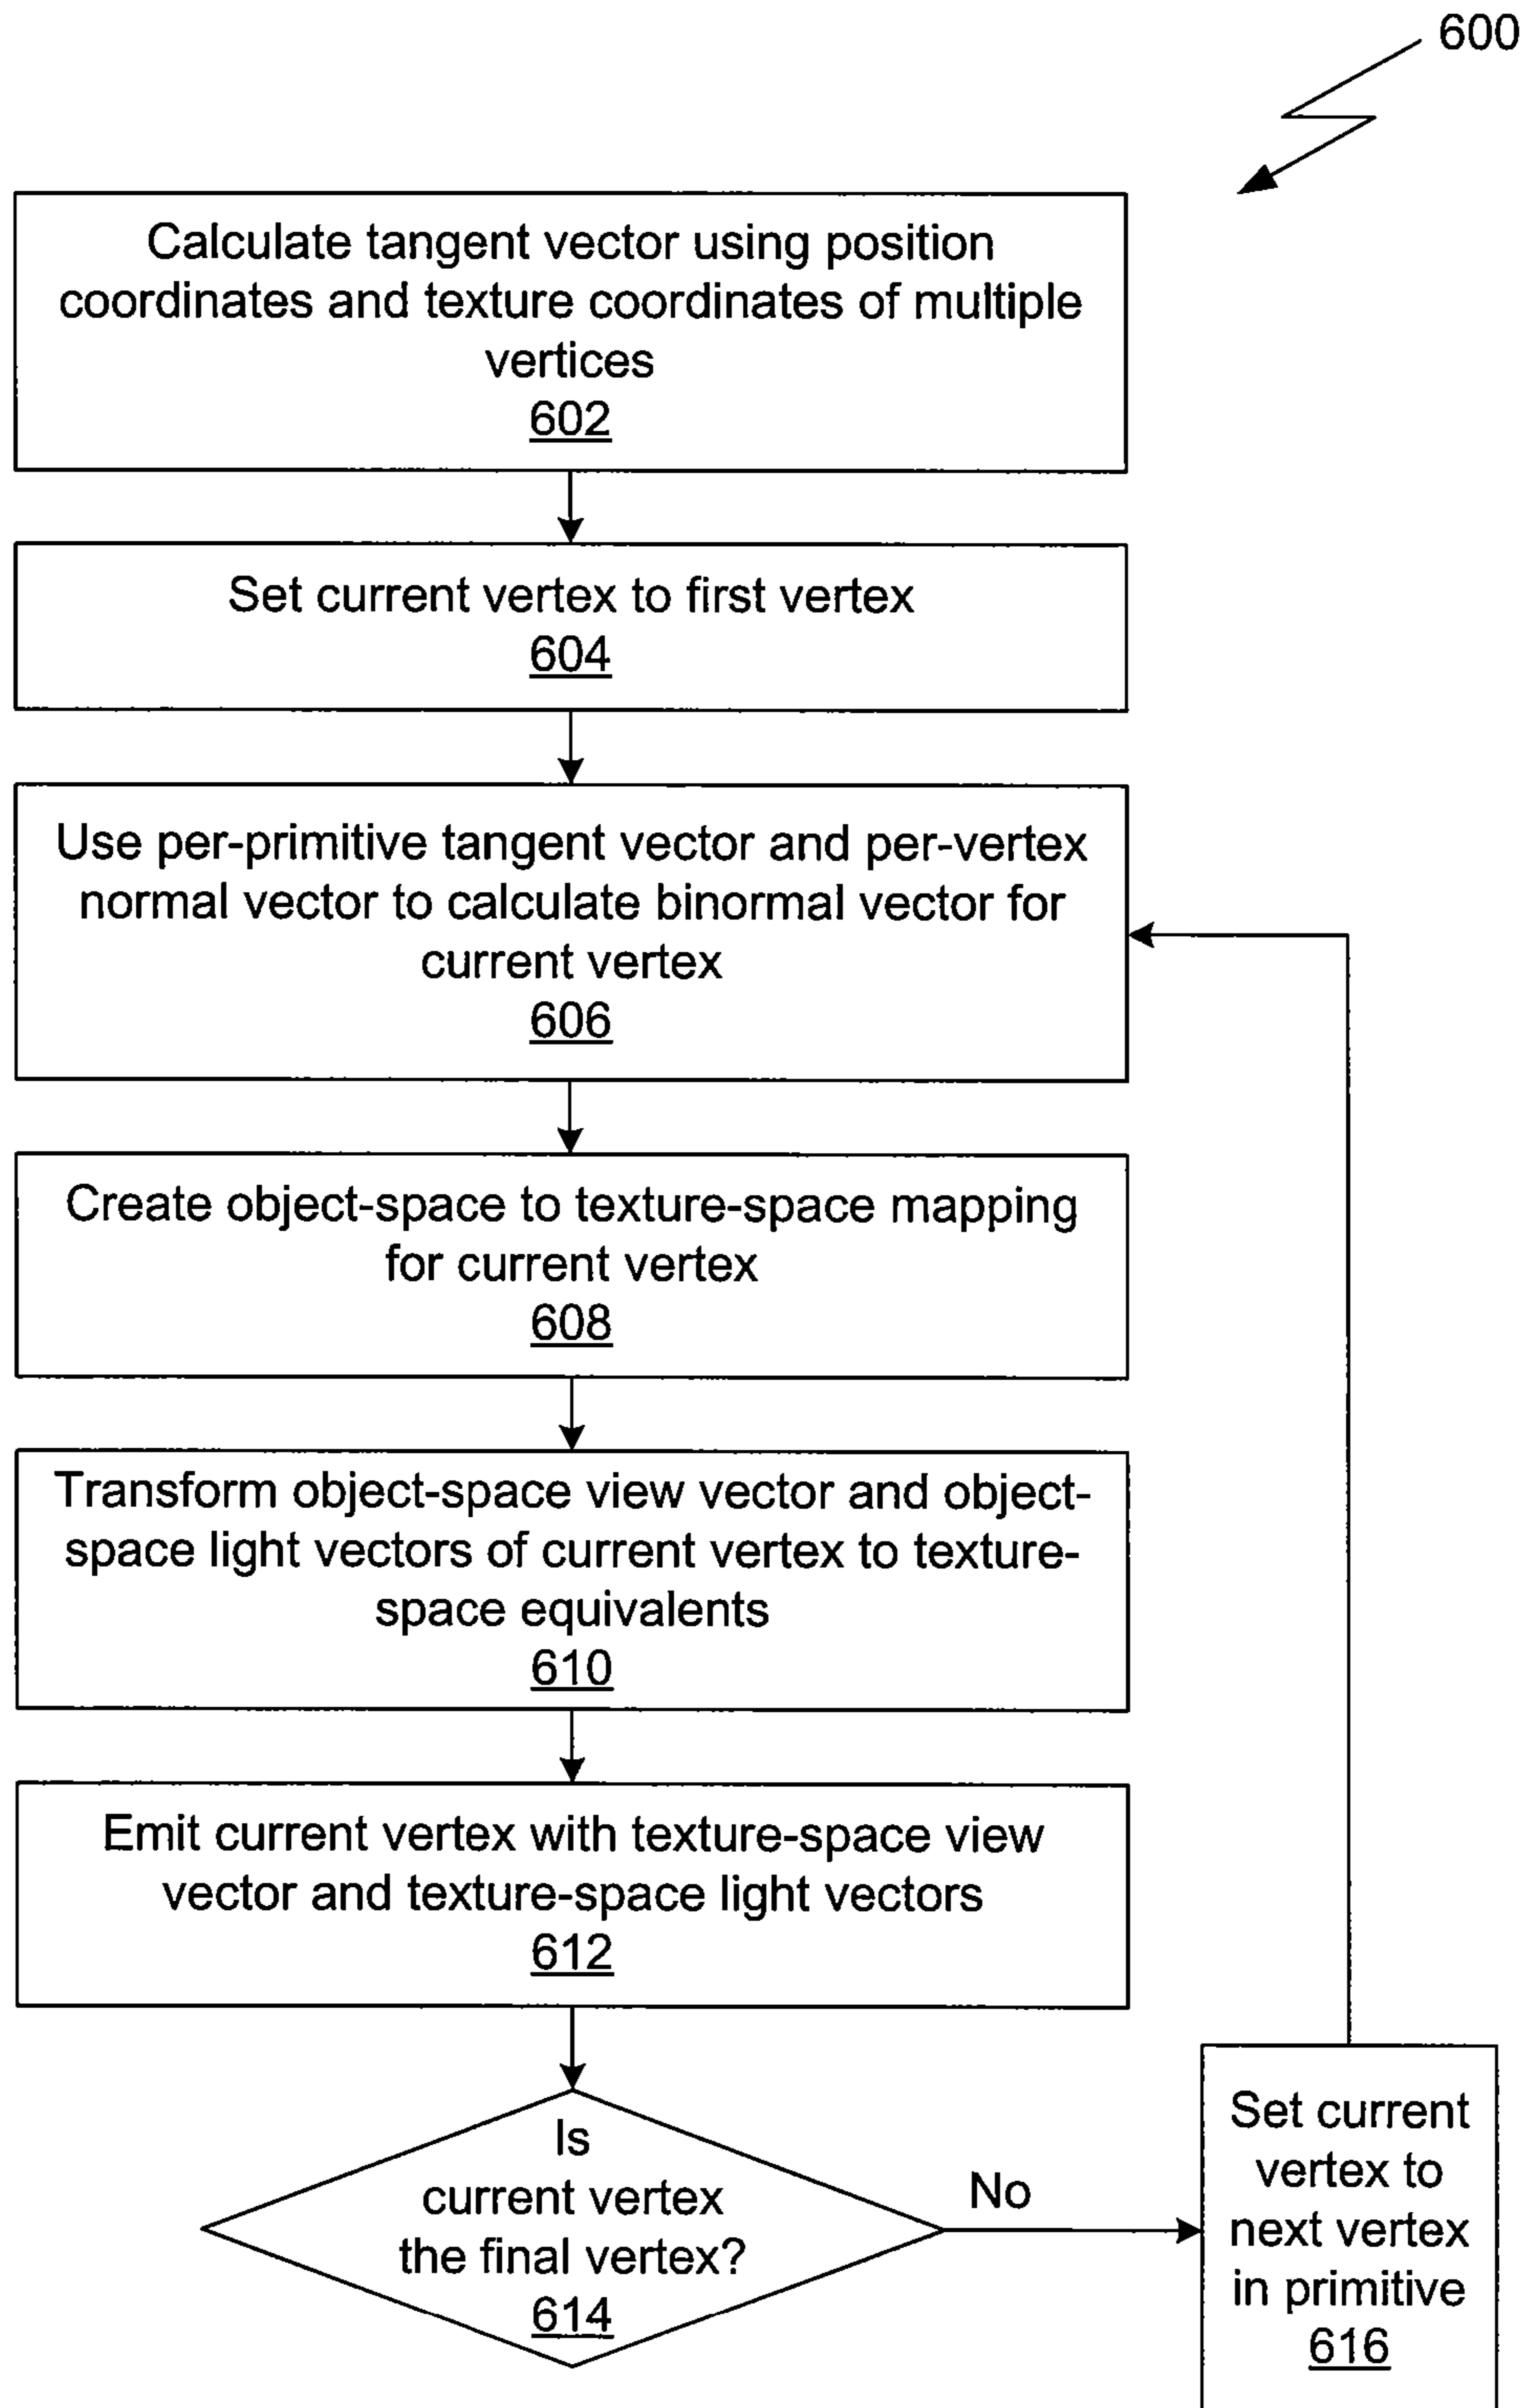 600
Calculate tangent vector using position
coordinates and texture coordinates of multiple
vertices
602
Set current vertex to first vertex
604
Use per-primitive tangent vector and per-vertex
normal vector to calculate binormal vector for
current vertex
606
Create object-space to texture-space mapping
for current vertex
608
Transform object-space view vector and object-
space light vectors of current vertex to texture-
space equivalents
610
Emit current vertex with texture-space view
vector and texture-space light vectors
612
Is
current vertex
the final vertex?
614
No
Set current
vertex to
next vertex
in primitive
616